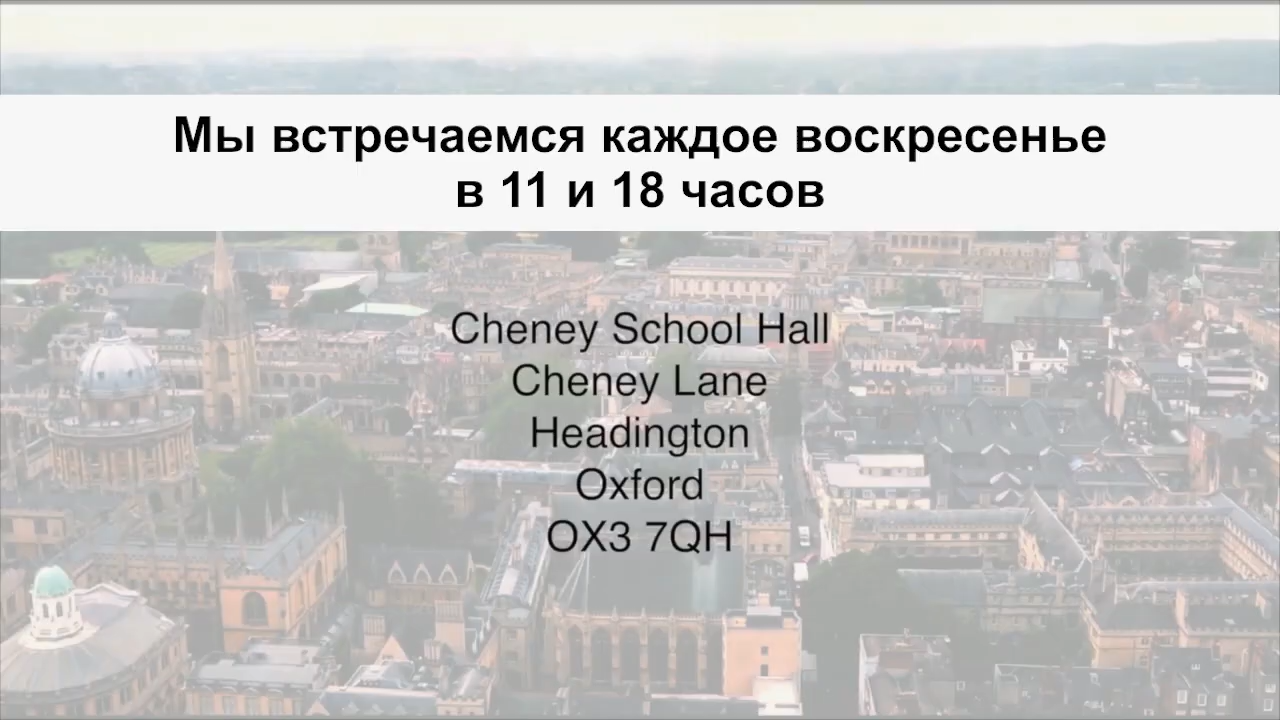 Мы встречаемся каждое воскресенье
в 11 и 18 часов
Cheney School Hall
Cheney Lane
Headington
Oxford
OX3 7QH